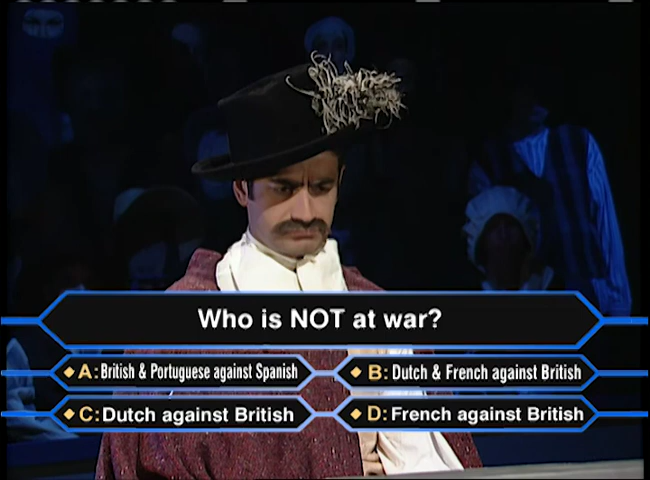 Who is NOT at war?
A: British & Portuguese against Spanish
B: Dutch & French against British
C: Dutch against British
D: French against British